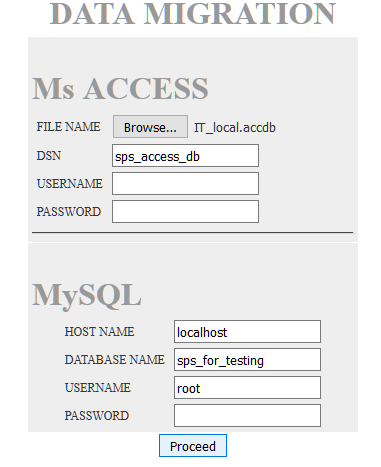 DATA MIGRATION
Ms ACCESS
FILE NAME Browse... IT_local.accdb
DSN sps_access_db
USERNAME
PASSWORD
MySQL
HOST NAME localhost
DATABASE NAME sps_for_testing
USERNAME root
PASSWORD
Proceed